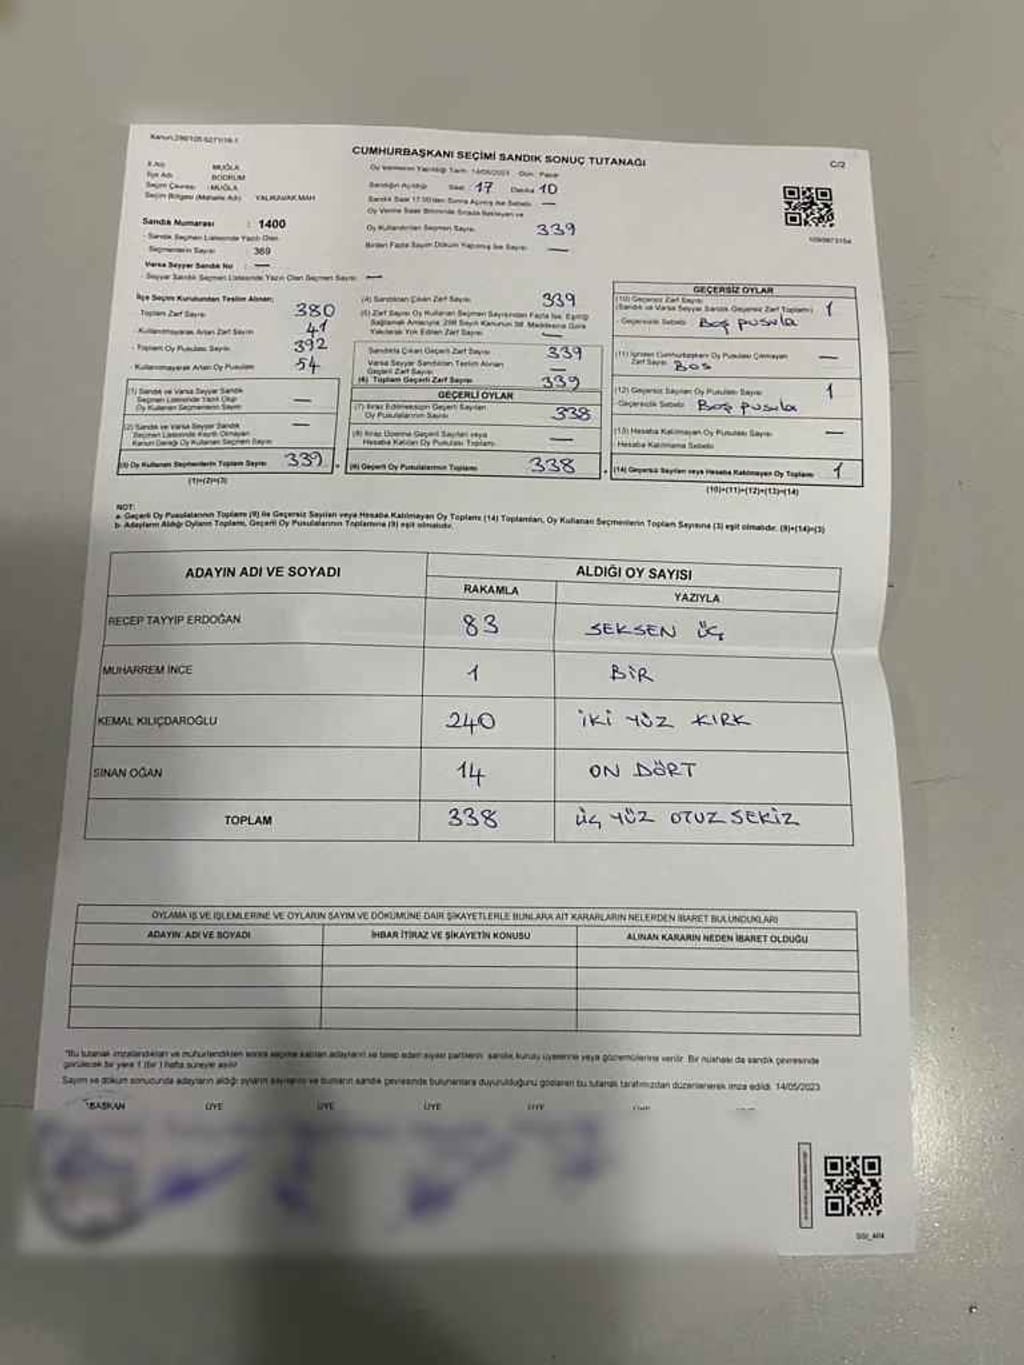 CUMHURBAŞKANI SEÇİMİ SANDIK SONUÇ TUTANAĞI
C/2
İl Adı MUĞLA
İlçe Adı BODRUM
Seçim Çevresi : MUĞLA
Seçim Bölgesi (Mahalle Adı) YALIKAVAK MAH
Sandık Numarası : 1400
- Sandık Seçmen Listesinde Yazılı Olan
Seçmenlerin Sayısı 369
Varsa Seyyar Sandık No : —
- Seyyar Sandık Seçmen Listesinde Yazılı Olan Seçmen Sayısı —
Oy Verme Yapıldığı Tarih: 14/05/2023 Gün: Pazar
Sandığın Açıldığı Saat 17 Dakika 10
Sandık Saat 17.00'den Sonra Açılmış İse Sebebi —
Oy Verme Saat Bitiminde Sırada Bekleyen ve
Oy Kullandırılan Seçmen Sayısı 339
Birden Fazla Sayım Döküm Yapılmış İse Sayısı —
İlçe Seçim Kurulundan Teslim Alınan;
Toplam Zarf Sayısı 380
- Kullanılmayarak Artan Zarf Sayısı 41
- Toplam Oy Pusulası Sayısı 392
- Kullanılmayarak Artan Oy Pusulası 54
(1) Sandık ve Varsa Seyyar Sandık
Seçmen Listesinde Yazılı Olup
Oy Kullanan Seçmenlerin Sayısı —
(2) Sandık ve Varsa Seyyar Sandık
Seçmen Listesinde Kayıtlı Olmayan
Kanun Gereği Oy Kullanan Seçmen Sayısı —
(3) Oy Kullanan Seçmenlerin Toplam Sayısı 339
(1)+(2)=(3)
(4) Sandıktan Çıkan Zarf Sayısı 339
(5) Zarf Sayısı Oy Kullanan Seçmen Sayısından Fazla İse, Eşitliği
Sağlamak Amacıyla; 298 Sayılı Kanunun 98. Maddesine Göre
Yakılarak Yok Edilen Zarf Sayısı —
Sandıkta Çıkan Geçerli Zarf Sayısı 339
Varsa Seyyar Sandıktan Teslim Alınan
Geçerli Zarf Sayısı —
(6) Toplam Geçerli Zarf Sayısı 339
GEÇERLİ OYLAR
(7) İtiraz Edilmeksizin Geçerli Sayılan
Oy Pusulalarının Sayısı 338
(8) İtiraz Üzerine Geçerli Sayılan veya
Hesaba Katılan Oy Pusulaları Toplamı —
(9) Geçerli Oy Pusulalarının Toplamı 338
GEÇERSİZ OYLAR
(10) Geçersiz Zarf Sayısı
(Sandık ve Varsa Seyyar Sandık Geçersiz Zarf Toplamı) 1
- Geçersizlik Sebebi Boş pusula
(11) İçinden Cumhurbaşkanı Oy Pusulası Çıkmayan
Zarf Sayısı Boş —
(12) Geçersiz Sayılan Oy Pusulası Sayısı 1
- Geçersizlik Sebebi Boş pusula
(13) Hesaba Katılmayan Oy Pusulası Sayısı —
Hesaba Katılmama Sebebi
(14) Geçersiz Sayılan veya Hesaba Katılmayan Oy Toplamı 1
(10)+(11)+(12)+(13)=(14)
NOT:
a- Geçerli Oy Pusulalarının Toplamı (9) ile Geçersiz Sayılan veya Hesaba Katılmayan Oy Toplamı (14) Toplamları, Oy Kullanan Seçmenlerin Toplam Sayısına (3) eşit olmalıdır. (9)+(14)=(3)
b- Adayların Aldığı Oyların Toplamı, Geçerli Oy Pusulalarının Toplamına (9) eşit olmalıdır.
ADAYIN ADI VE SOYADI
ALDIĞI OY SAYISI
RAKAMLA YAZIYLA
RECEP TAYYİP ERDOĞAN 83 SEKSEN ÜÇ
MUHARREM İNCE 1 BİR
KEMAL KILIÇDAROĞLU 240 İKİ YÜZ KIRK
SİNAN OĞAN 14 ON DÖRT
TOPLAM 338 ÜÇ YÜZ OTUZ SEKİZ
OYLAMA İŞ VE İŞLEMLERİNE VE OYLARIN SAYIM VE DÖKÜMÜNE DAİR ŞİKAYETLERLE BUNLARA AİT KARARLARIN NELERDEN İBARET BULUNDUKLARI
ADAYIN ADI VE SOYADI İHBAR İTİRAZ VE ŞİKAYETİN KONUSU ALINAN KARARIN NEDEN İBARET OLDUĞU
"Bu tutanak imzalandıktan ve mühürlendikten sonra seçime katılan adayların ve talep eden siyasi partilerin sandık kurulu üyelerine veya gözlemcilerine verilir. Bir nüshası da sandık çevresinde
görülecek bir yere 1 (bir) hafta süreyle asılır
Sayım ve döküm sonucunda adayların aldığı oyların sayılarını ve bunların sandık çevresinde bulunanlara duyurulduğunu gösteren bu tutanak tarafımızdan düzenlenerek imza edildi. 14/05/2023
BAŞKAN ÜYE ÜYE ÜYE ÜYE